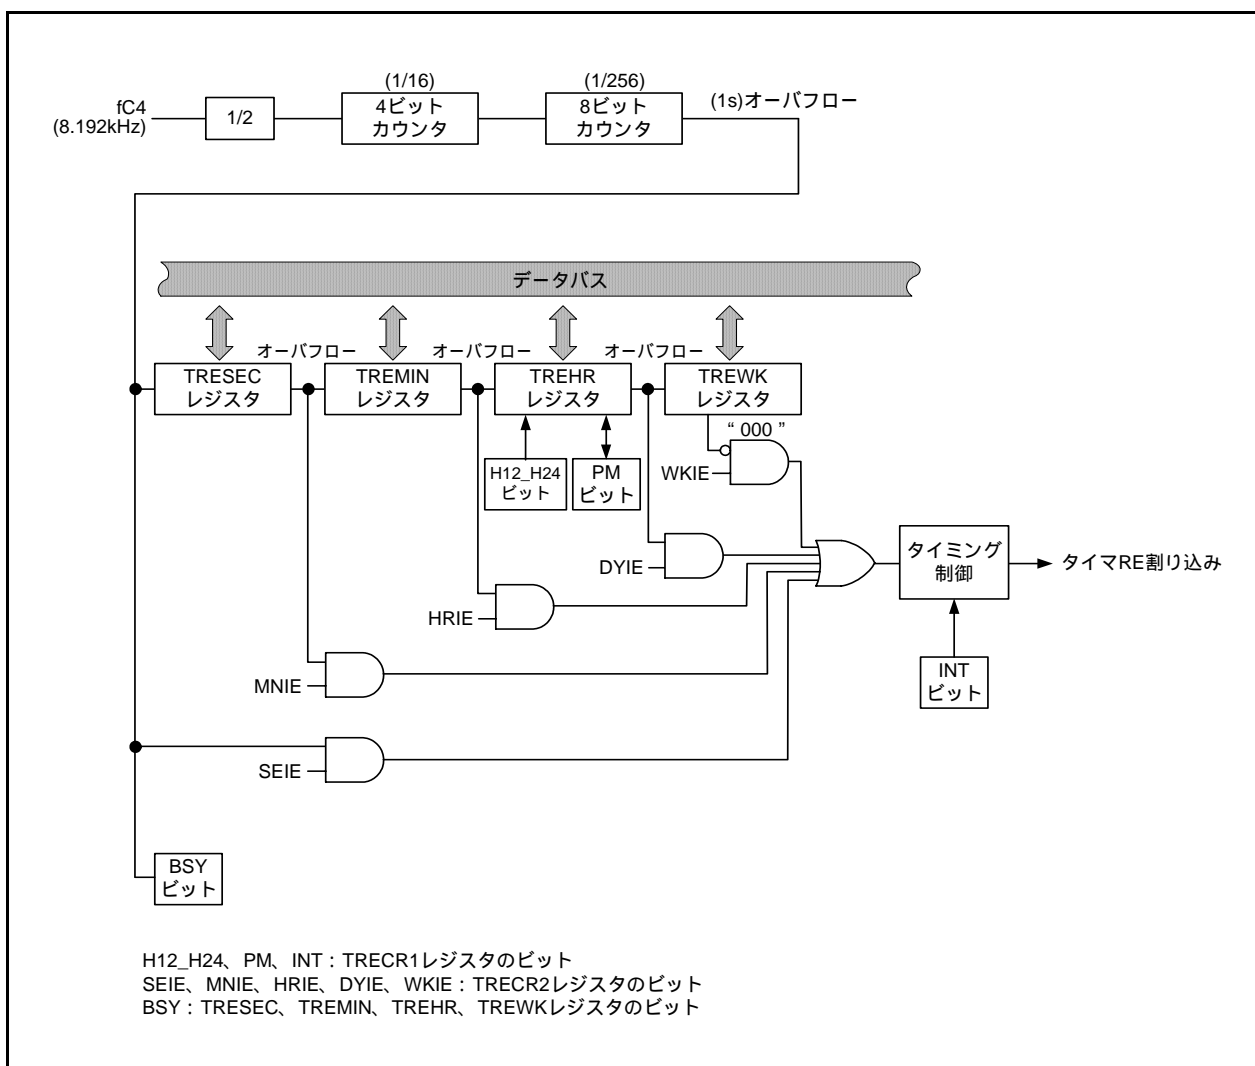 (1/16)
(1/256)
fC4
(8.192kHz)
1/2
4ビット
カウンタ
8ビット
カウンタ
(1s)オーバフロー
データバス
オーバフロー
オーバフロー
オーバフロー
TRESEC
レジスタ
TREMIN
レジスタ
TREHR
レジスタ
TREWK
レジスタ
“ 000 ”
H12_H24
ビット
PM
ビット
WKIE
DYIE
タイミング
制御
タイマRE割り込み
HRIE
INT
ビット
MNIE
SEIE
BSY
ビット
H12_H24、PM、INT：TRECR1レジスタのビット
SEIE、MNIE、HRIE、DYIE、WKIE：TRECR2レジスタのビット
BSY：TRESEC、TREMIN、TREHR、TREWKレジスタのビット